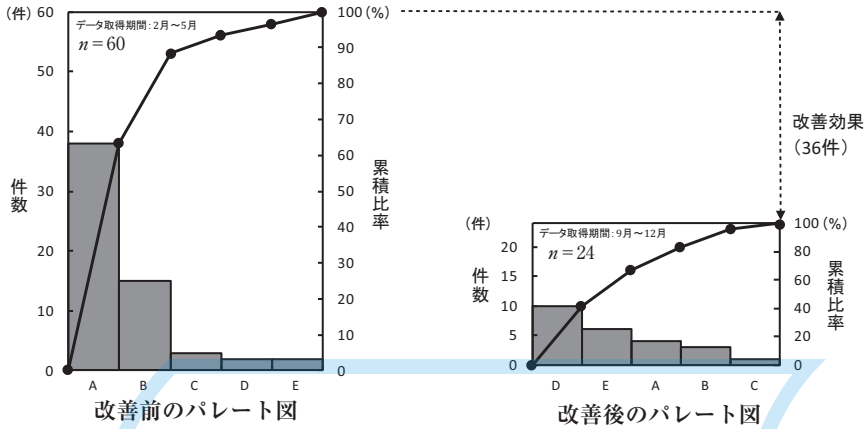 (件)
60
50
40
30
20
10
0
件数
データ取得期間：2月～5月
n＝60
100(%)
90
80
70
60
50
40
30
20
10
0
累積比率
A B C D E
改善前のパレート図
改善効果
(36件)
(件)
20
15
10
5
0
件数
データ取得期間：9月～12月
n＝24
100(%)
80
60
40
20
0
累積比率
D E A B C
改善後のパレート図